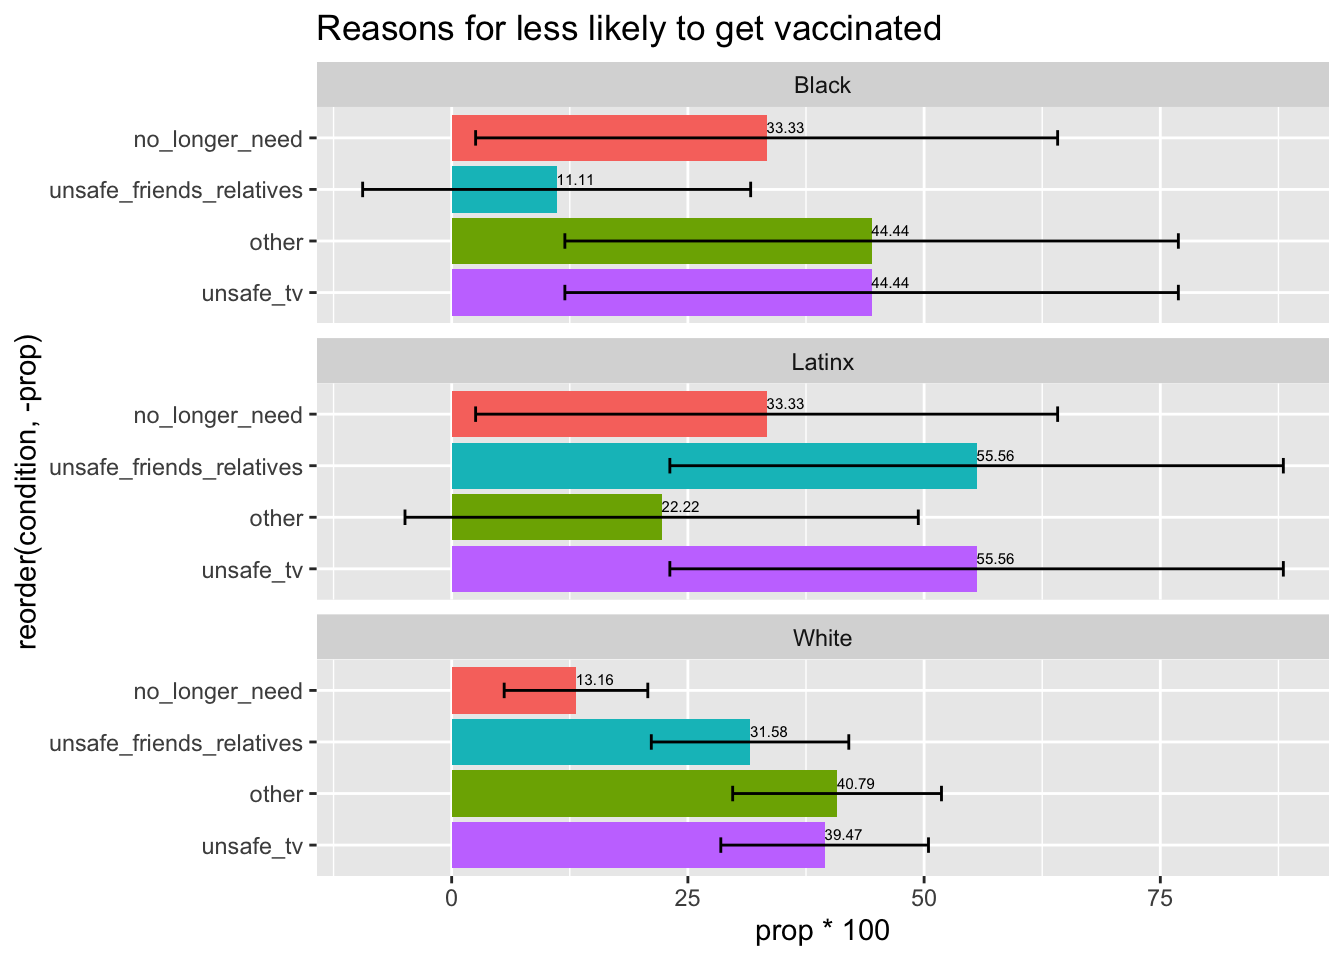 Reasons for less likely to get vaccinated
Black
no_longer_need
33.33
unsafe_friends_relatives
11.11
other
44.44
unsafe_tv
44.44
Latinx
no_longer_need
33.33
unsafe_friends_relatives
55.56
other
22.22
unsafe_tv
55.56
White
no_longer_need
13.16
unsafe_friends_relatives
31.58
other
40.79
unsafe_tv
39.47
reorder(condition, -prop)
0 25 50 75
prop * 100